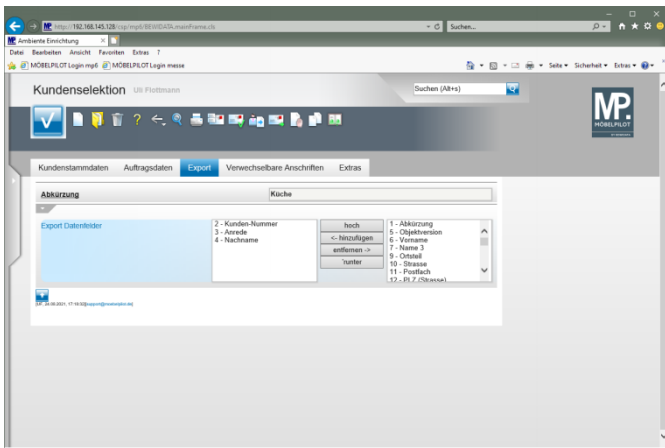 http://192.168.145.128/csp/mp6/BEWIDATA.mainFrame.cls
Suchen...
Ambiente Einrichtung
Datei Bearbeiten Ansicht Favoriten Extras ?
MÖBELPILOT Login mp6 MÖBELPILOT Login messe
Seite Sicherheit Extras
Kundenselektion Uli Flottmann
Suchen (Alt+s)
MP.
MÖBELPILOT
Kundenstammdaten Auftragsdaten Export Verwechselbare Anschriften Extras
Abkürzung Küche
Export Datenfelder
2 - Kunden-Nummer
3 - Anrede
4 - Nachname
hoch
<- hinzufügen
entfernen ->
runter
1 - Abkürzung
5 - Objektversion
6 - Vorname
7 - Name 3
9 - Ortsteil
10 - Strasse
11 - Postfach
12 - PLZ (Strasse)